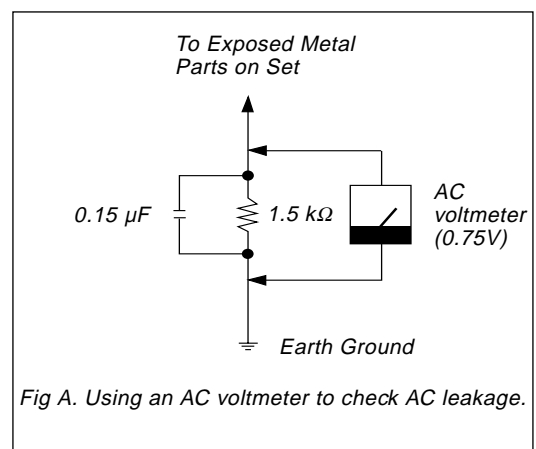 To Exposed Metal
Parts on Set
0.15 µF
1.5 kΩ
AC
voltmeter
(0.75V)
Earth Ground
Fig A. Using an AC voltmeter to check AC leakage.